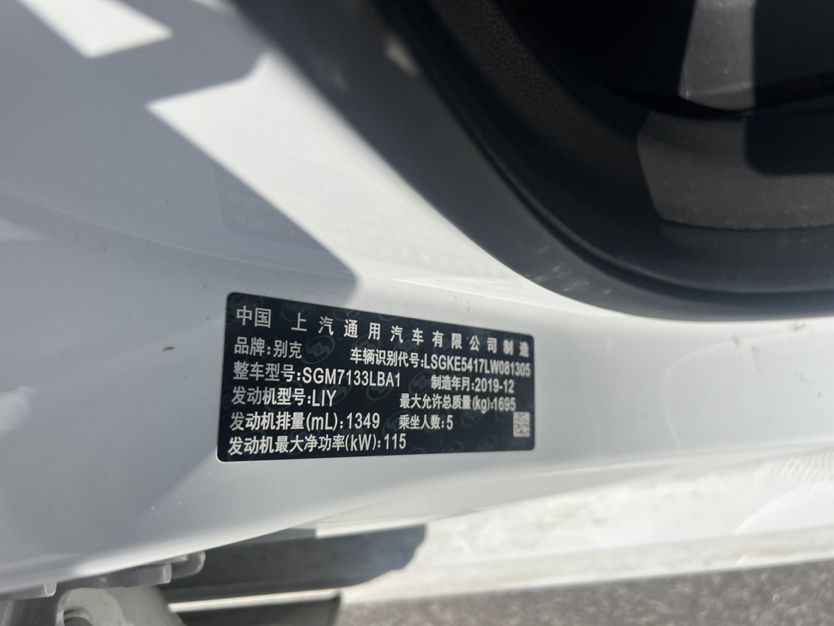 中国 上汽通用汽车有限公司制造
品牌:别克 车辆识别代号:LSGKE5417LW081305
整车型号:SGM7133LBA1 制造年月:2019-12
发动机型号:LIY 最大允许总质量(kg):1695
发动机排量(mL):1349 乘坐人数:5
发动机最大净功率(kW):115